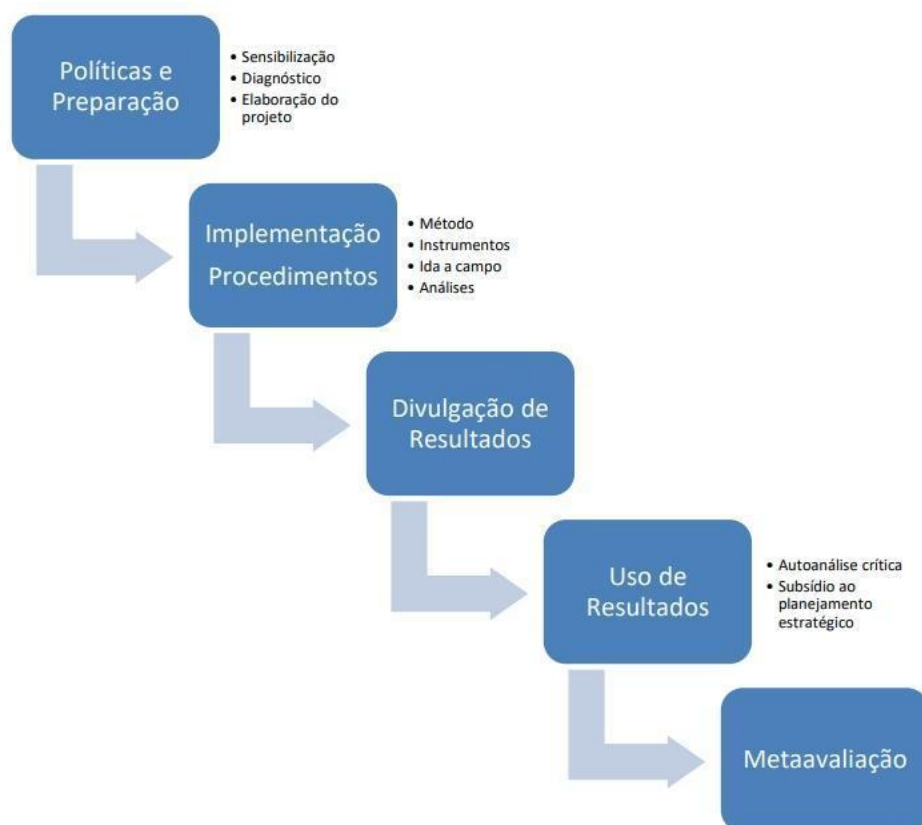 Políticas e
Preparação
• Sensibilização
• Diagnóstico
• Elaboração do
projeto
Implementação
Procedimentos
• Método
• Instrumentos
• Ida a campo
• Análises
Divulgação de
Resultados
Uso de
Resultados
• Autoanálise crítica
• Subsídio ao
planejamento
estratégico
Metaavaliação